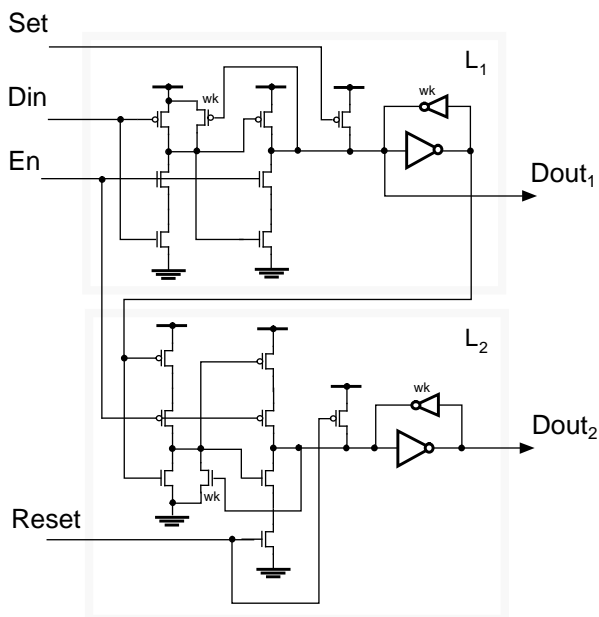 Set
L₁
wk
wk
Din
En
Dout₁
L₂
wk
Dout₂
wk
Reset